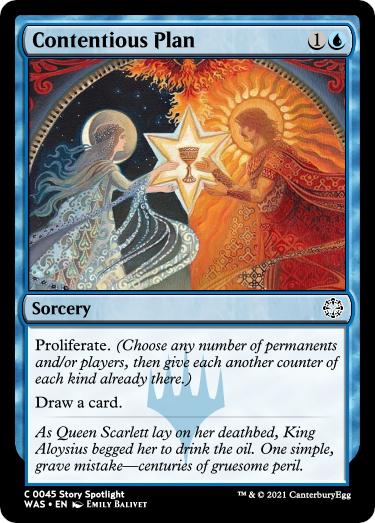 Contentious Plan 1
Sorcery
Proliferate. (Choose any number of permanents
and/or players, then give each another counter of
each kind already there.)
Draw a card.
As Queen Scarlett lay on her deathbed, King
Aloysius begged her to drink the oil. One simple,
grave mistake—centuries of gruesome peril.
C 0045 Story Spotlight
WAS • EN Emily Balivet
™ & © 2021 CanterburyEgg